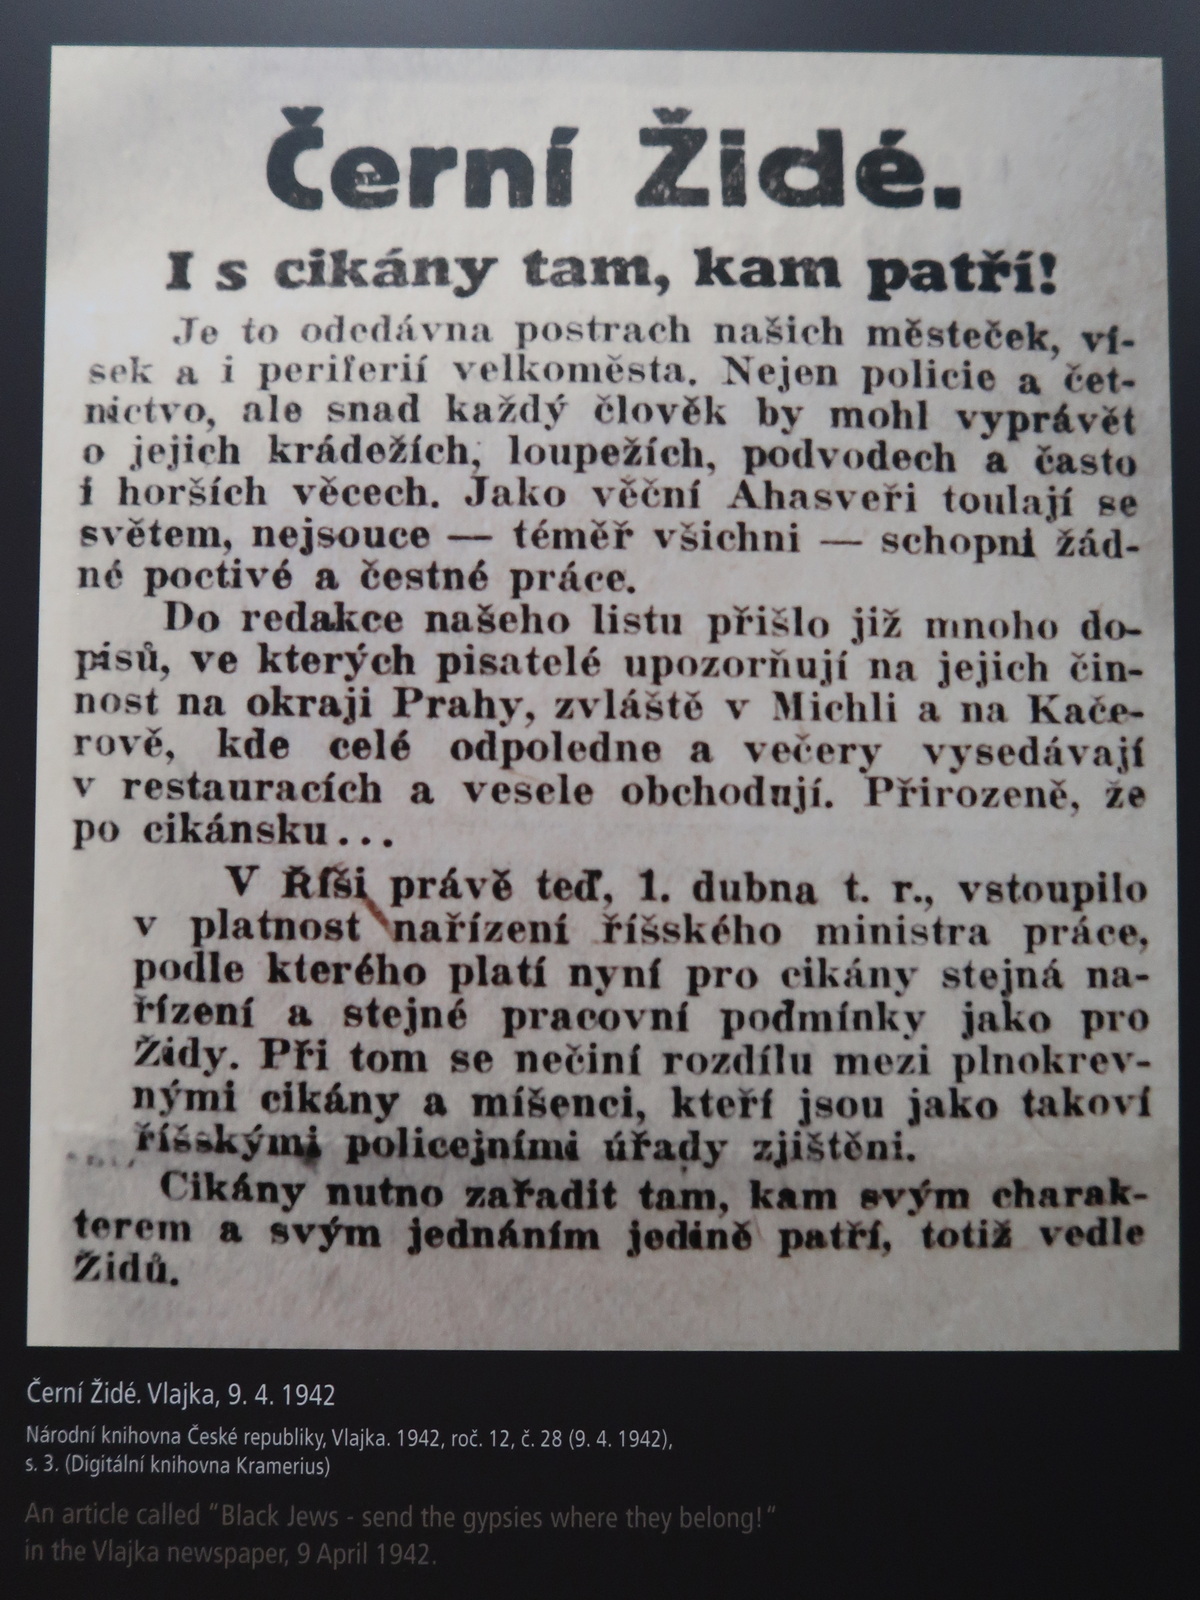 Černí Židé.
I s cikány tam, kam patří!
Je to odedávna postrach našich městeček, ví-
sek a i periferií velkoměsta. Nejen policie a čet-
nictvo, ale snad každý člověk by mohl vyprávět
o jejich krádežích, loupežích, podvodech a často
i horších věcech. Jako věční Ahasveři toulají se
světem, nejsouce — téměř všichni — schopni žád-
né poctivé a čestné práce.
Do redakce našeho listu přišlo již mnoho do-
pisů, ve kterých pisatelé upozorňují na jejich čin-
nost na okraji Prahy, zvláště v Michli a na Kače-
rově, kde celé odpoledne a večery vysedávají
v restauracích a vesele obchodují. Přirozeně, že
po cikánsku...
V Říši právě teď, 1. dubna t. r., vstoupilo
v platnost nařízení říšského ministra práce,
podle kterého platí nyní pro cikány stejná na-
řízení a stejné pracovní podmínky jako pro
Židy. Při tom se nečiní rozdílu mezi plnokrev-
nými cikány a míšenci, kteří jsou jako takoví
říšskými policejními úřady zjištěni.
Cikány nutno zařadit tam, kam svým charak-
terem a svým jednáním jedině patří, totiž vedle
Židů.
Černí Židé. Vlajka, 9. 4. 1942
Národní knihovna České republiky, Vlajka. 1942, roč. 12, č. 28 (9. 4. 1942),
s. 3. (Digitální knihovna Kramerius)
An article called “Black Jews - send the gypsies where they belong!“
in the Vlajka newspaper, 9 April 1942.